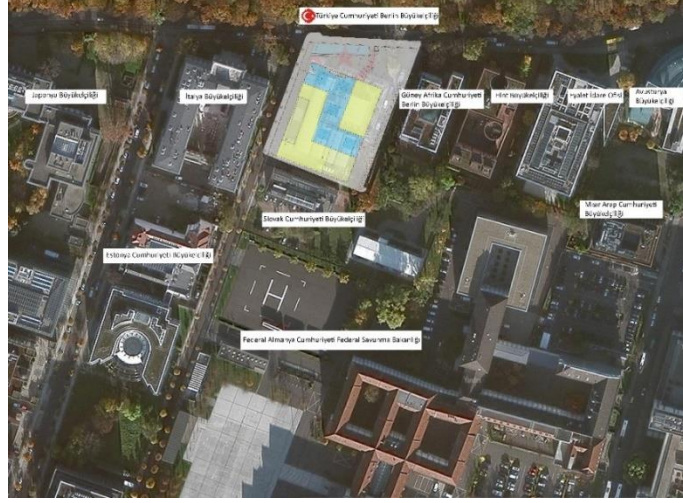 Türkiye Cumhuriyeti Berlin Büyükelçiliği
Japonya Büyükelçiliği
İtalya Büyükelçiliği
Güney Afrika Cumhuriyeti
Berlin Büyükelçiliği
Hint Büyükelçiliği
Eyalet İdare Ofisi
Avusturya
Büyükelçiliği
Mısır Arap Cumhuriyeti
Büyükelçiliği
Slovak Cumhuriyeti Büyükelçiliği
Estonya Cumhuriyeti Büyükelçiliği
Federal Almanya Cumhuriyeti Federal Savunma Bakanlığı
H